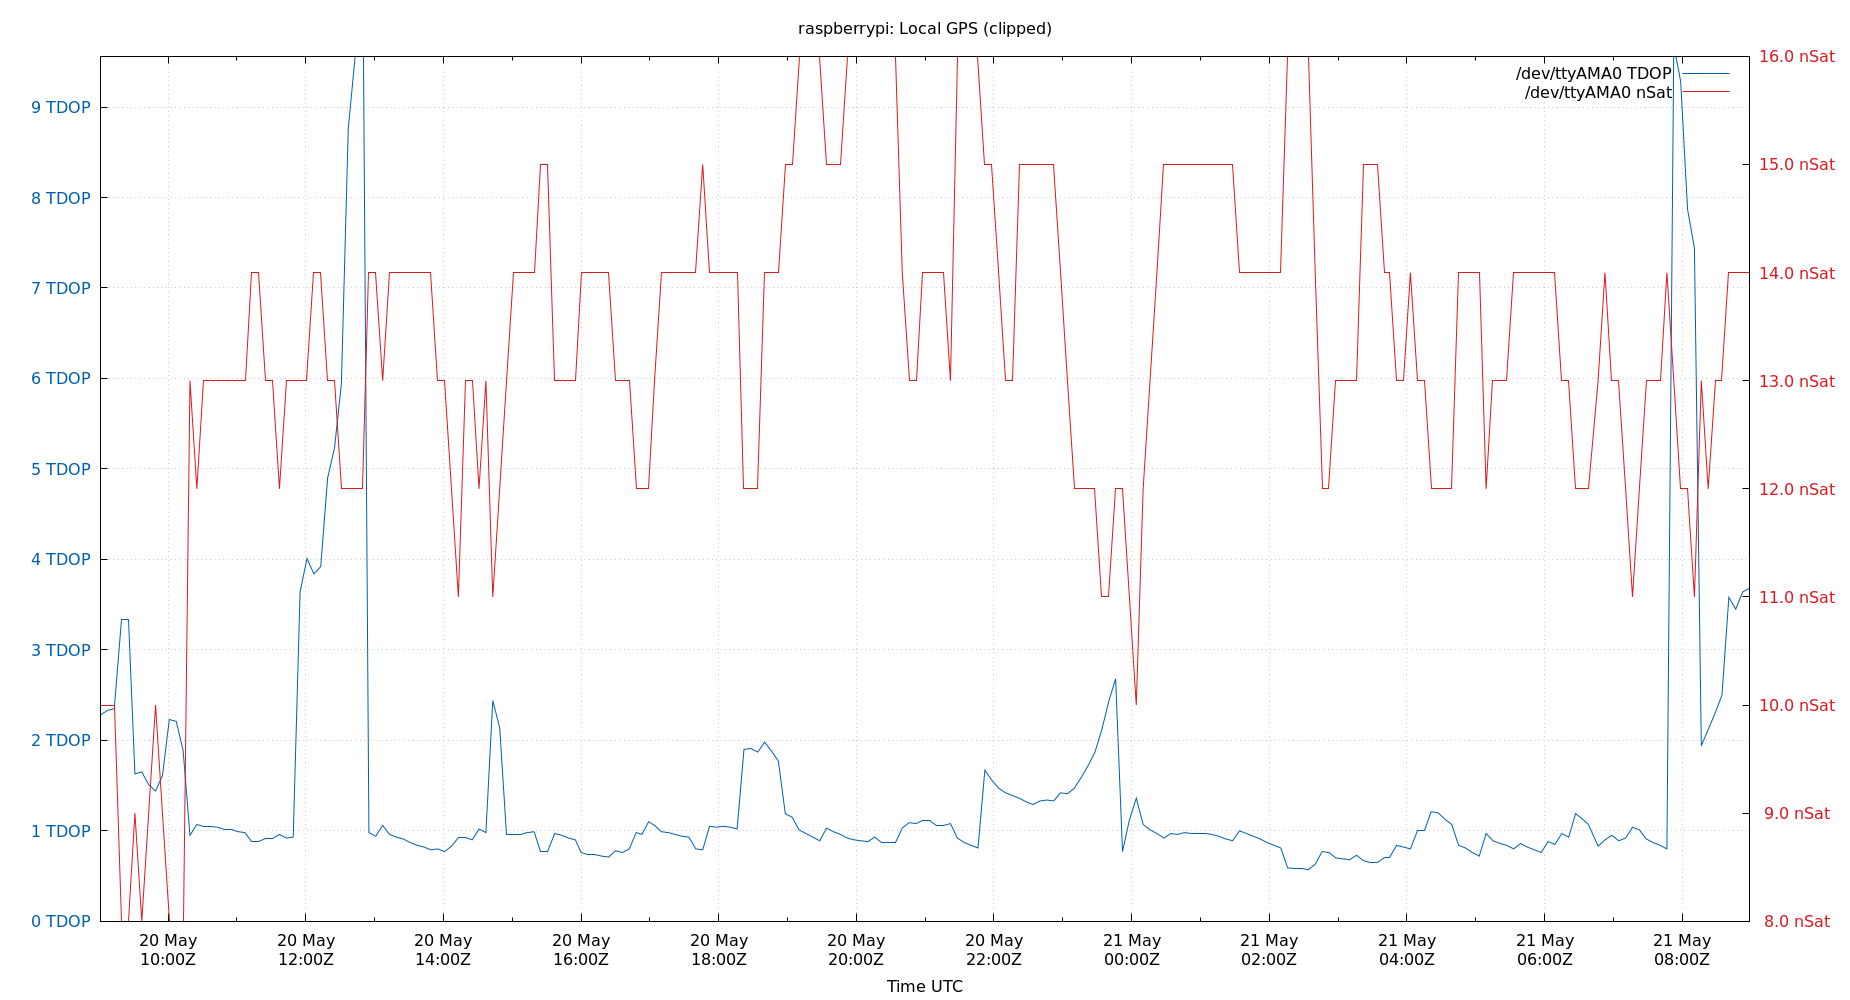 raspberrypi: Local GPS (clipped)
/dev/ttyAMA0 TDOP
/dev/ttyAMA0 nSat
9 TDOP
8 TDOP
7 TDOP
6 TDOP
5 TDOP
4 TDOP
3 TDOP
2 TDOP
1 TDOP
0 TDOP
16.0 nSat
15.0 nSat
14.0 nSat
13.0 nSat
12.0 nSat
11.0 nSat
10.0 nSat
9.0 nSat
8.0 nSat
20 May
10:00Z
20 May
12:00Z
20 May
14:00Z
20 May
16:00Z
20 May
18:00Z
20 May
20:00Z
20 May
22:00Z
21 May
00:00Z
21 May
02:00Z
21 May
04:00Z
21 May
06:00Z
21 May
08:00Z
Time UTC